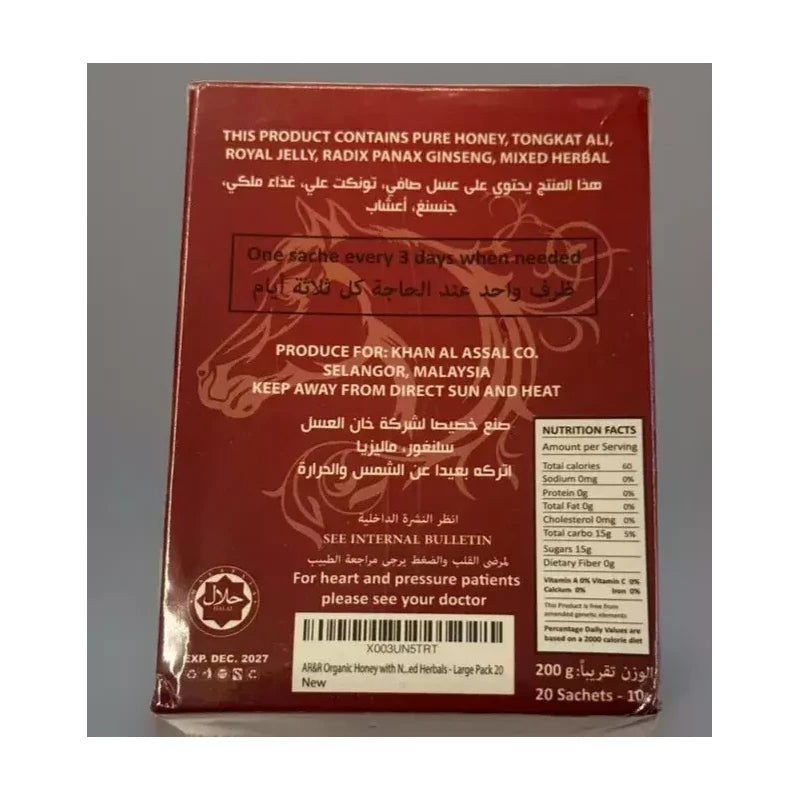 THIS PRODUCT CONTAINS PURE HONEY, TONGKAT ALI,
ROYAL JELLY, RADIX PANAX GINSENG, MIXED HERBAL
هذا المنتج يحتوي على عسل صافي، تونكت علي، غذاء ملكي،
جنسنغ، أعشاب
One sache every 3 days when needed
ظرف واحد عند الحاجة كل ثلاثة أيام
PRODUCE FOR: KHAN AL ASSAL CO.
SELANGOR, MALAYSIA
KEEP AWAY FROM DIRECT SUN AND HEAT
صنع خصيصا لشركة خان العسل
سلنغور، ماليزيا
اتركه بعيدا عن الشمس والحرارة
انظر النشرة الداخلية
SEE INTERNAL BULLETIN
لمرضى القلب والضغط يرجى مراجعة الطبيب
For heart and pressure patients
please see your doctor
NUTRITION FACTS
Amount per Serving
Total calories 60
Sodium 0mg 0%
Protein 0g 0%
Total Fat 0g 0%
Cholesterol 0mg 0%
Total carbo 15g 5%
Sugars 15g
Dietary Fiber 0g
Vitamin A 0% Vitamin C 0%
Calcium 0% Iron 0%
This Product is free from
amended genetic elements
Percentage Daily Values are
based on a 2000 calorie diet
حلال
HALAL
EXP. DEC. 2027
X003UN5TRT
AR&R Organic Honey with N...ed Herbals - Large Pack 20
New
200 g :الوزن تقريباً
20 Sachets - 10g